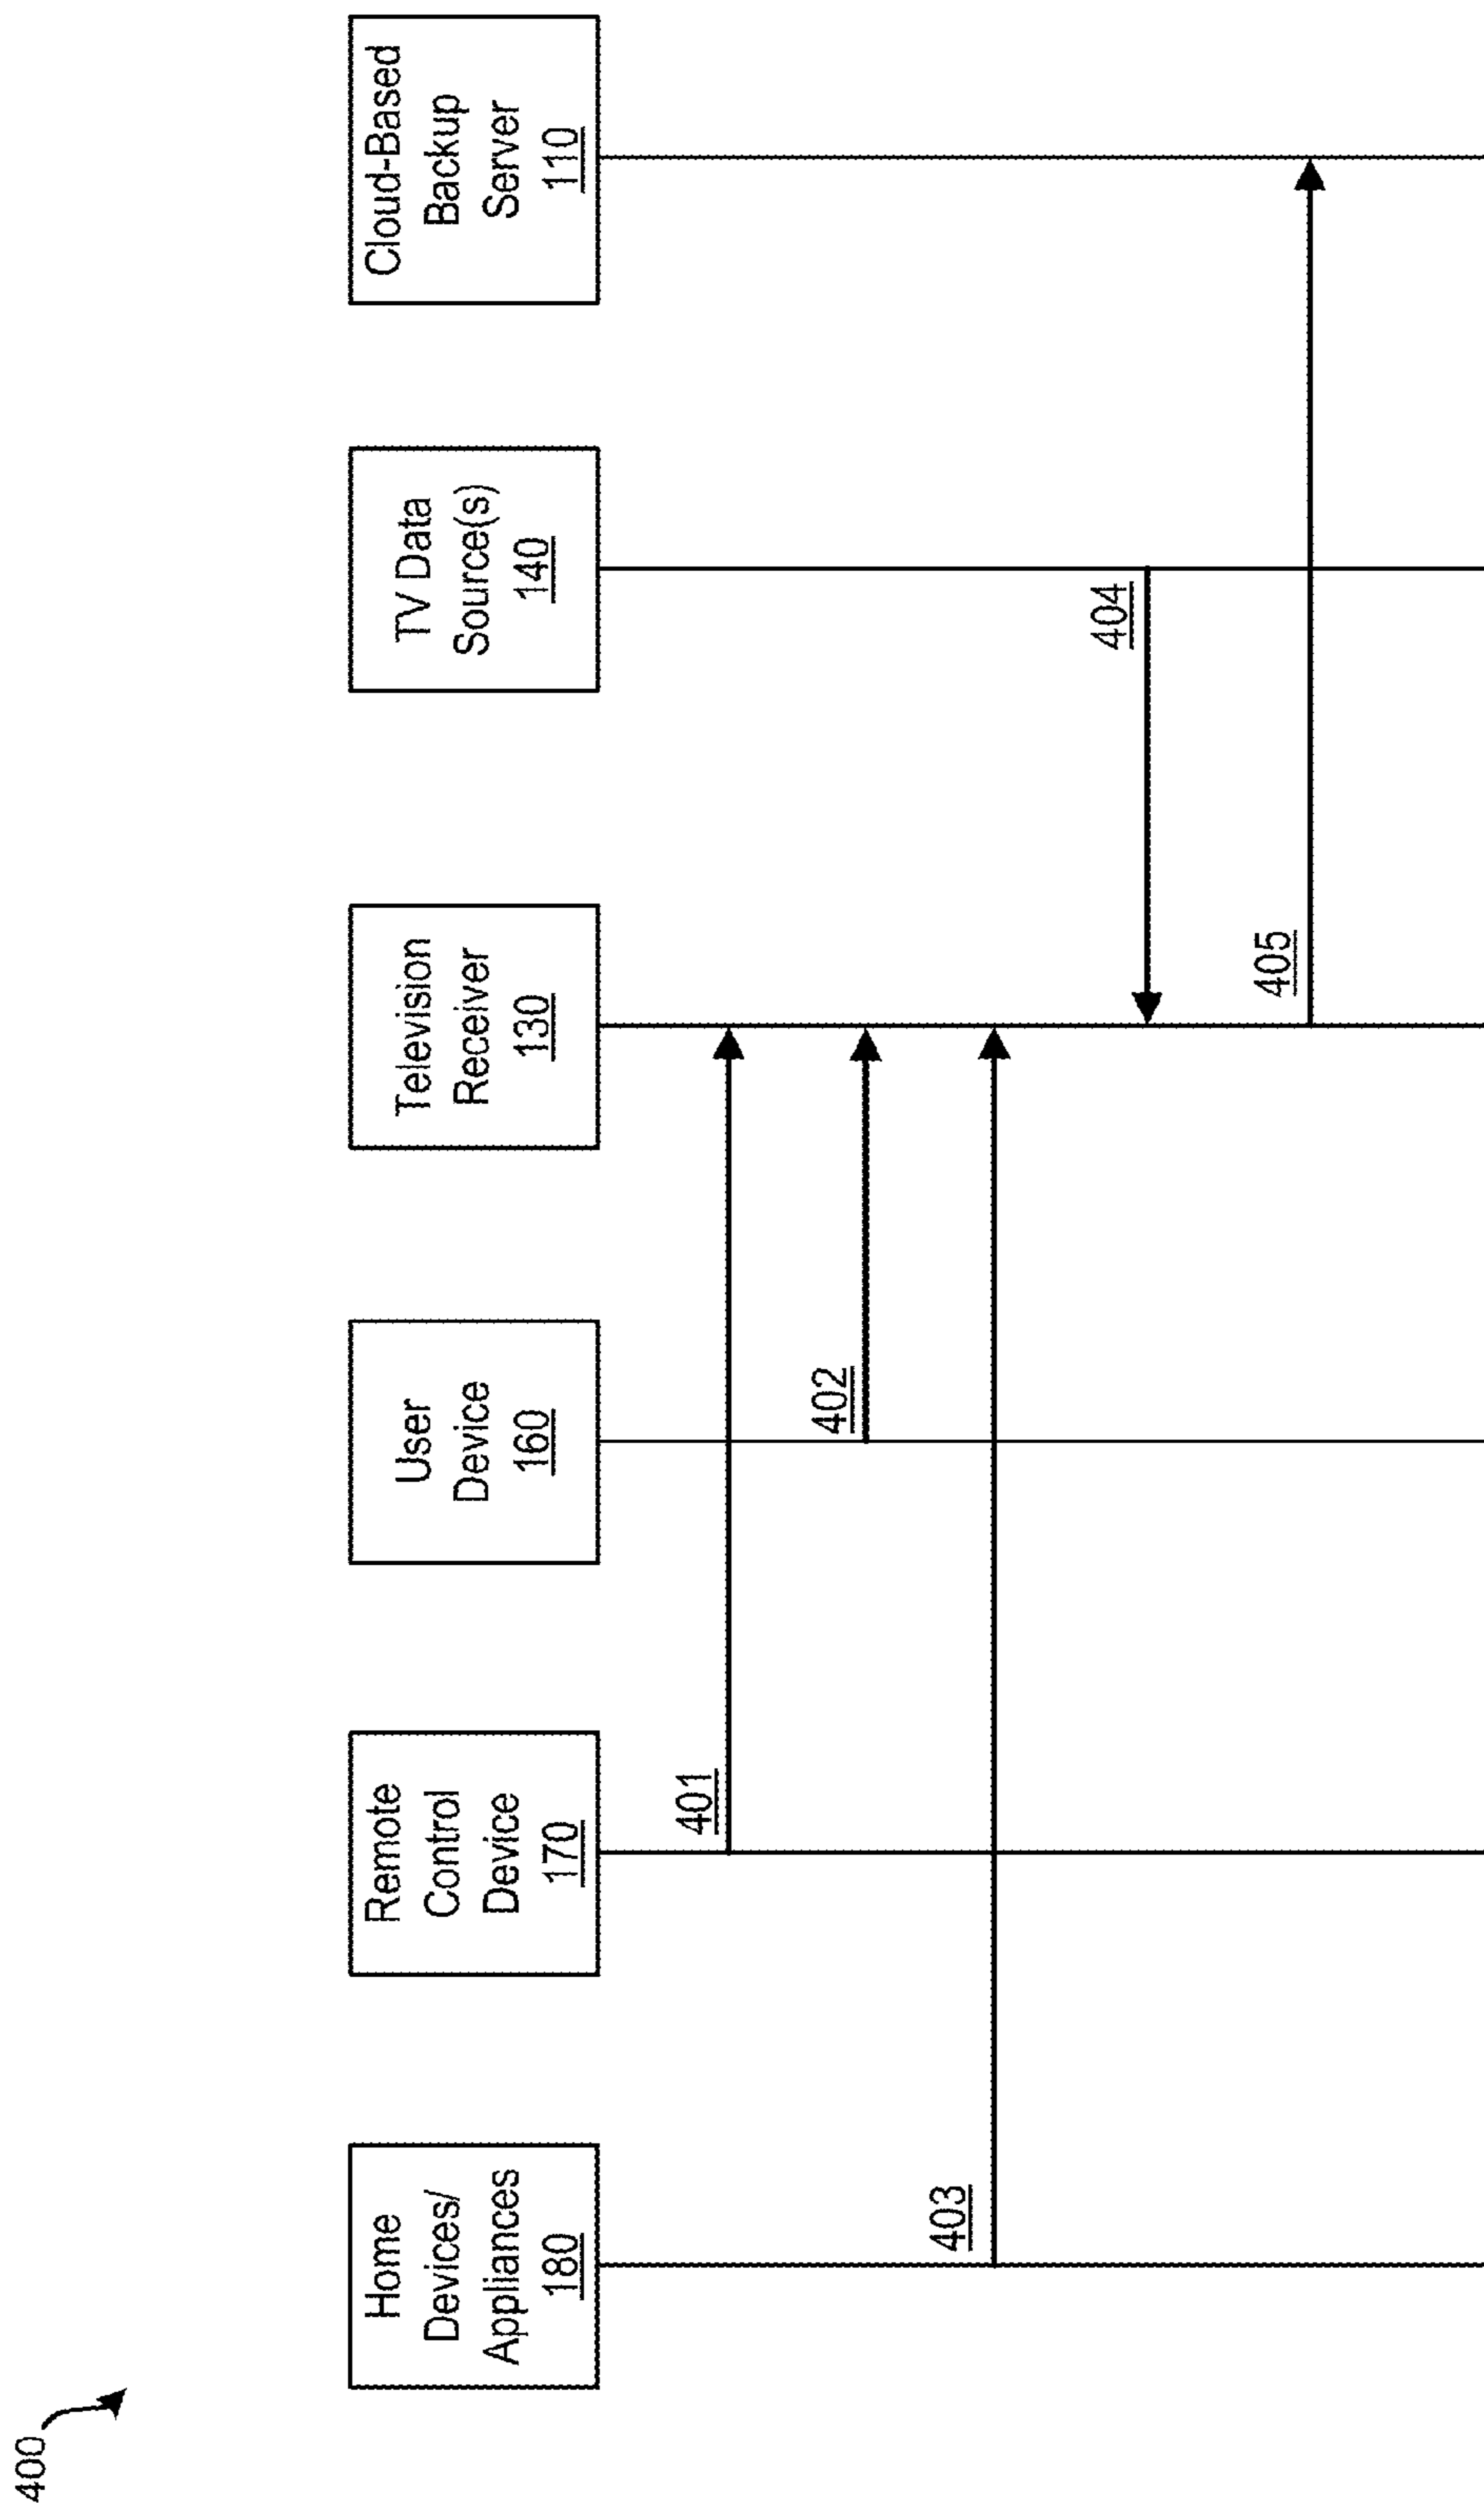 400
Home
Devices/
Appliances
180
Remote
Control
Device
170
User
Device
160
Television
Receiver
130
TV Data
Source(s)
140
Cloud-Based
Backup
Server
110
401
402
403
404
405